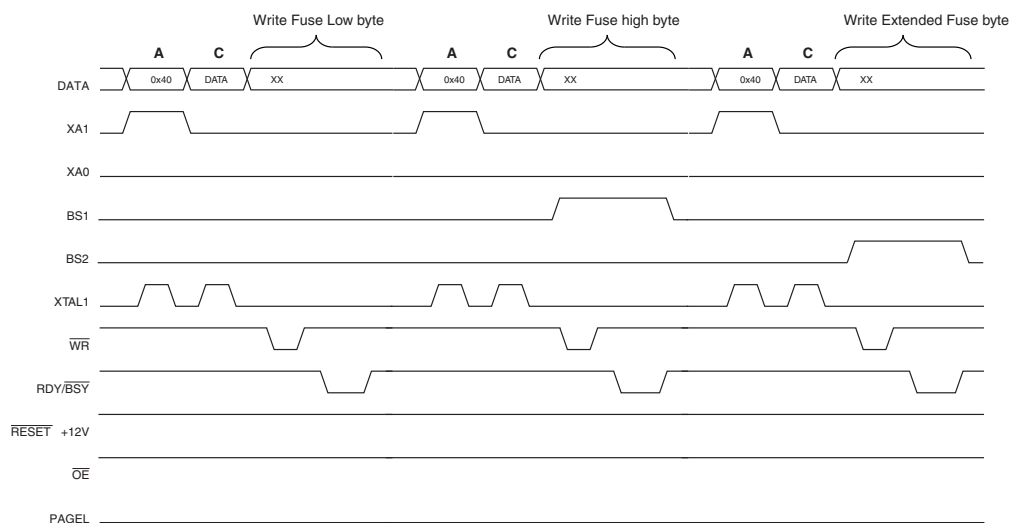 Write Fuse Low byte Write Fuse high byte Write Extended Fuse byte
A C A C A C
DATA 0x40 DATA XX 0x40 DATA XX 0x40 DATA XX
XA1
XA0
BS1
BS2
XTAL1
WR
RDY/BSY
RESET +12V
OE
PAGEL